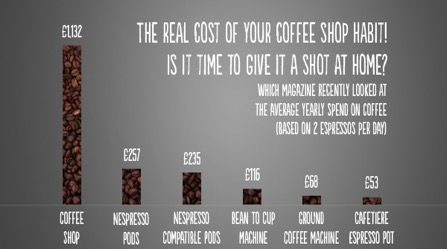 £1,132
THE REAL COST OF YOUR COFFEE SHOP HABIT!
IS IT TIME TO GIVE IT A SHOT AT HOME?
WHICH MAGAZINE RECENTLY LOOKED AT
THE AVERAGE YEARLY SPEND ON COFFEE
(BASED ON 2 ESPRESSOS PER DAY)
£257
£235
£116
£68
£53
COFFEE
SHOP
NESPRESSO
PODS
NESPRESSO
COMPATIBLE PODS
BEAN TO CUP
MACHINE
GROUND
COFFEE MACHINE
CAFETIERE
ESPRESSO POT